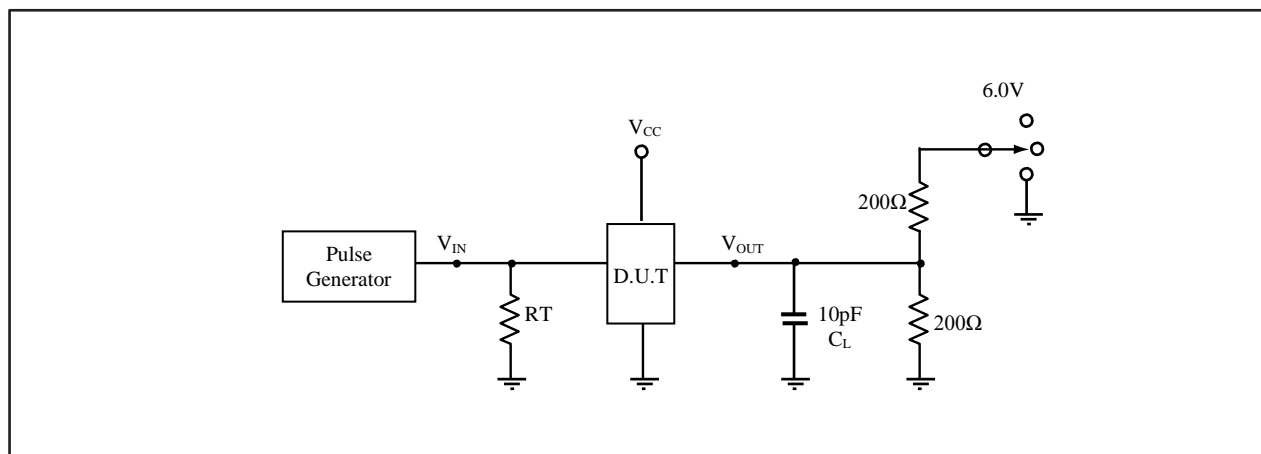 6.0V
VCC
200Ω
Pulse
Generator
VIN
D.U.T
VOUT
RT
10pF
CL
200Ω